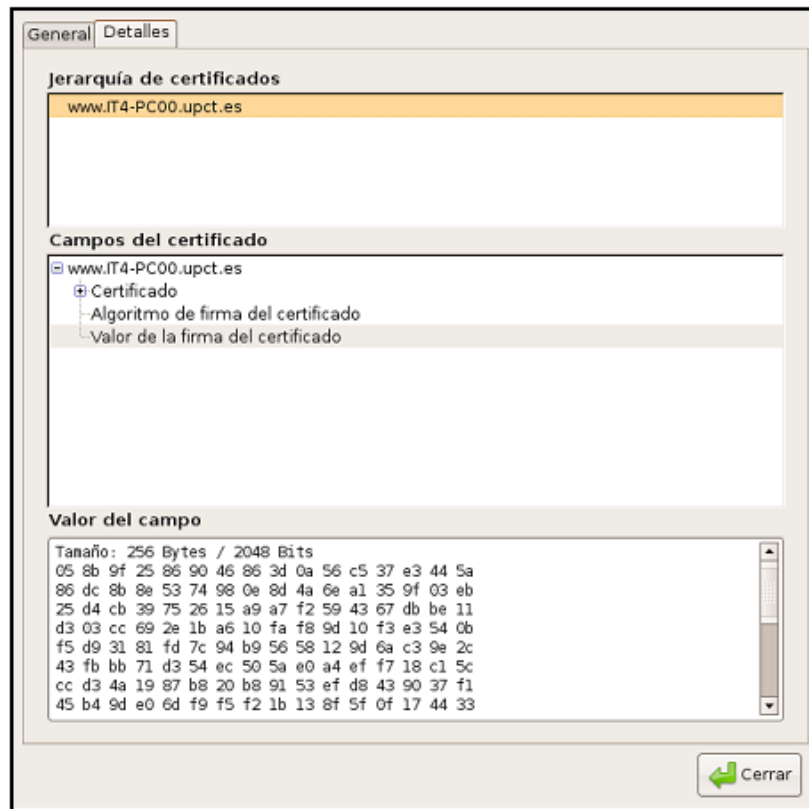 General Detalles
Jerarquía de certificados
www.IT4-PC00.upct.es
Campos del certificado
www.IT4-PC00.upct.es
Certificado
Algoritmo de firma del certificado
Valor de la firma del certificado
Valor del campo
Tamaño: 256 Bytes / 2048 Bits
05 8b 9f 25 86 90 46 86 3d 0a 56 c5 37 e3 44 5a
86 dc 8b 8e 53 74 98 0e 8d 4a 6e a1 35 9f 03 eb
25 d4 cb 39 75 26 15 a9 a7 f2 59 43 67 db be 11
d3 03 cc 69 2e 1b a6 10 fa f8 9d 10 f3 e3 54 0b
f5 d9 31 81 fd 7c 94 b9 56 58 12 9d 6a c3 9e 2c
43 fb bb 71 d3 54 ec 50 5a e0 a4 ef f7 18 c1 5c
cc d3 4a 19 87 b8 20 b8 91 53 ef d8 43 90 37 f1
45 b4 9d e0 6d f9 f5 f2 1b 13 8f 5f 0f 17 44 33
Cerrar